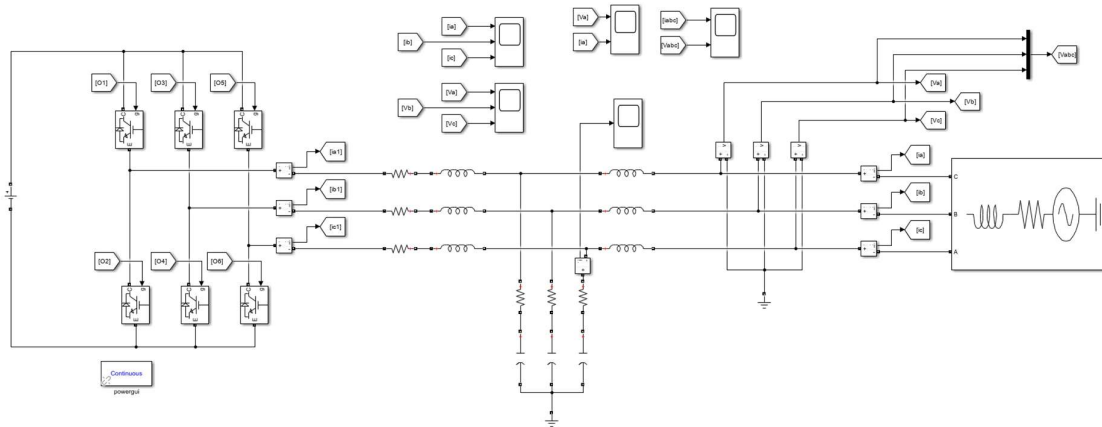 [ia]
[ib]
[ic]
[Va]
[Vb]
[Vc]
[Va]
[ia]
[iabc]
[Vabc]
[Vabc]
[Va]
[Vb]
[Vc]
[O1]
[O3]
[O5]
g C
E
g C
E
g C
E
[ia1]
[ib1]
[ic1]
[ia]
[ib]
[ic]
C
B
A
[O2]
[O4]
[O6]
g C
E
g C
E
g C
E
Continuous
powergui